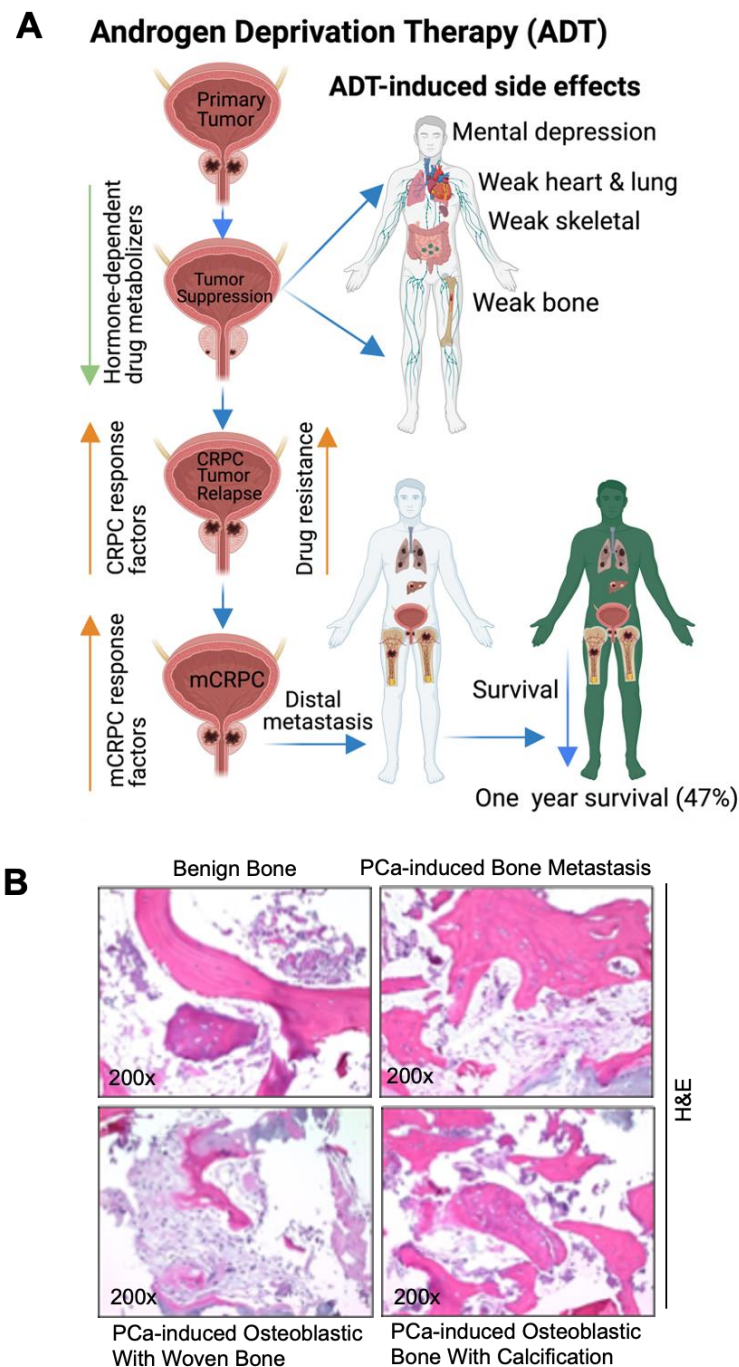 A
Androgen Deprivation Therapy (ADT)
ADT-induced side effects
Primary
Tumor
Mental depression
Weak heart & lung
Weak skeletal
Weak bone
Hormone-dependent
drug metabolizers
Tumor
Suppression
CRPC response
factors
CRPC
Tumor
Relapse
Drug resistance
mCRPC response
factors
mCRPC
Distal
metastasis
Survival
One year survival (47%)
B
Benign Bone
PCa-induced Bone Metastasis
200x
200x
H&E
200x
200x
PCa-induced Osteoblastic
With Woven Bone
PCa-induced Osteoblastic
Bone With Calcification